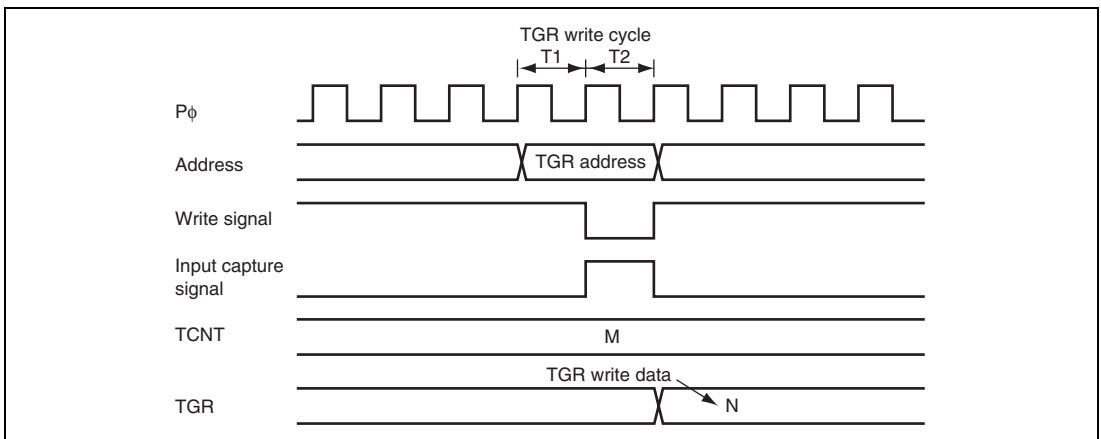 TGR write cycle
T1 T2
Pϕ
Address TGR address
Write signal
Input capture
signal
TCNT M
TGR write data
TGR N